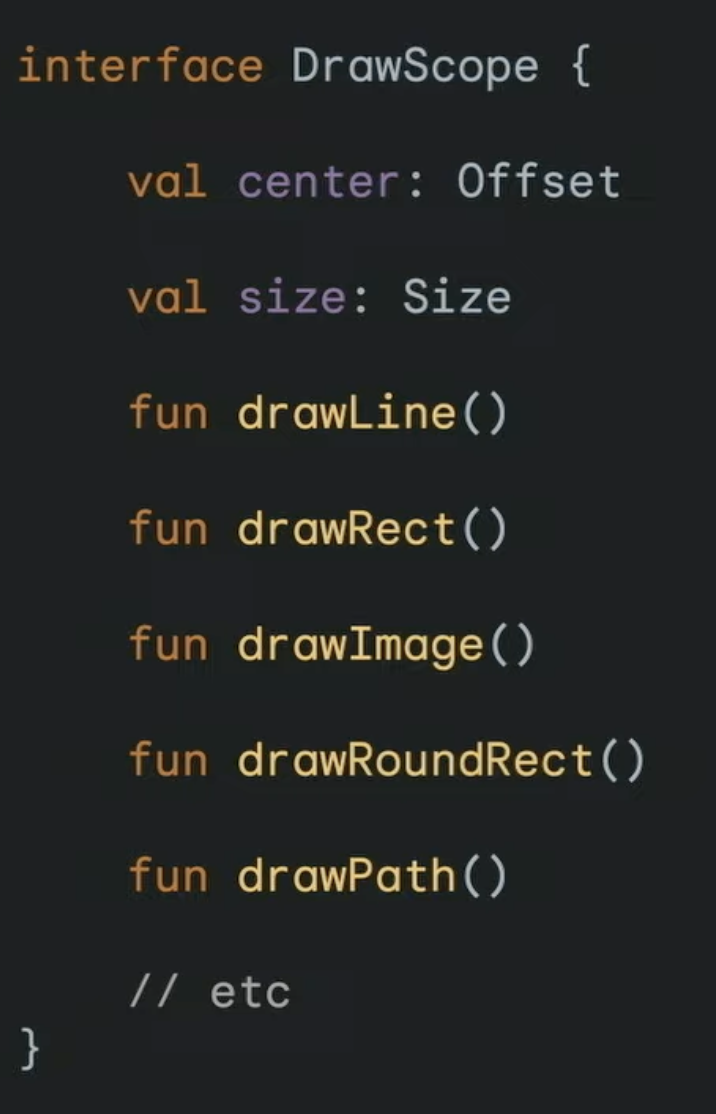 interface DrawScope {
val center: Offset
val size: Size
fun drawLine()
fun drawRect()
fun drawImage()
fun drawRoundRect()
fun drawPath()
// etc
}